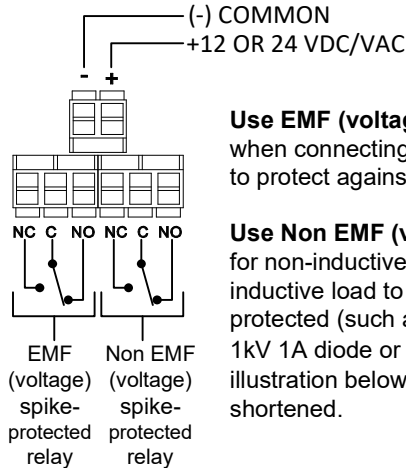 (-) COMMON
+12 OR 24 VDC/VAC
- +
NC C NO NC C NO
EMF
(voltage)
spike-
protected
relay
Non EMF
(voltage)
spike-
protected
relay
Use EMF (voltage
when connecting
to protect against
Use Non EMF (v
for non-inductive
inductive load to
protected (such a
1kV 1A diode or
illustration below
shortened.